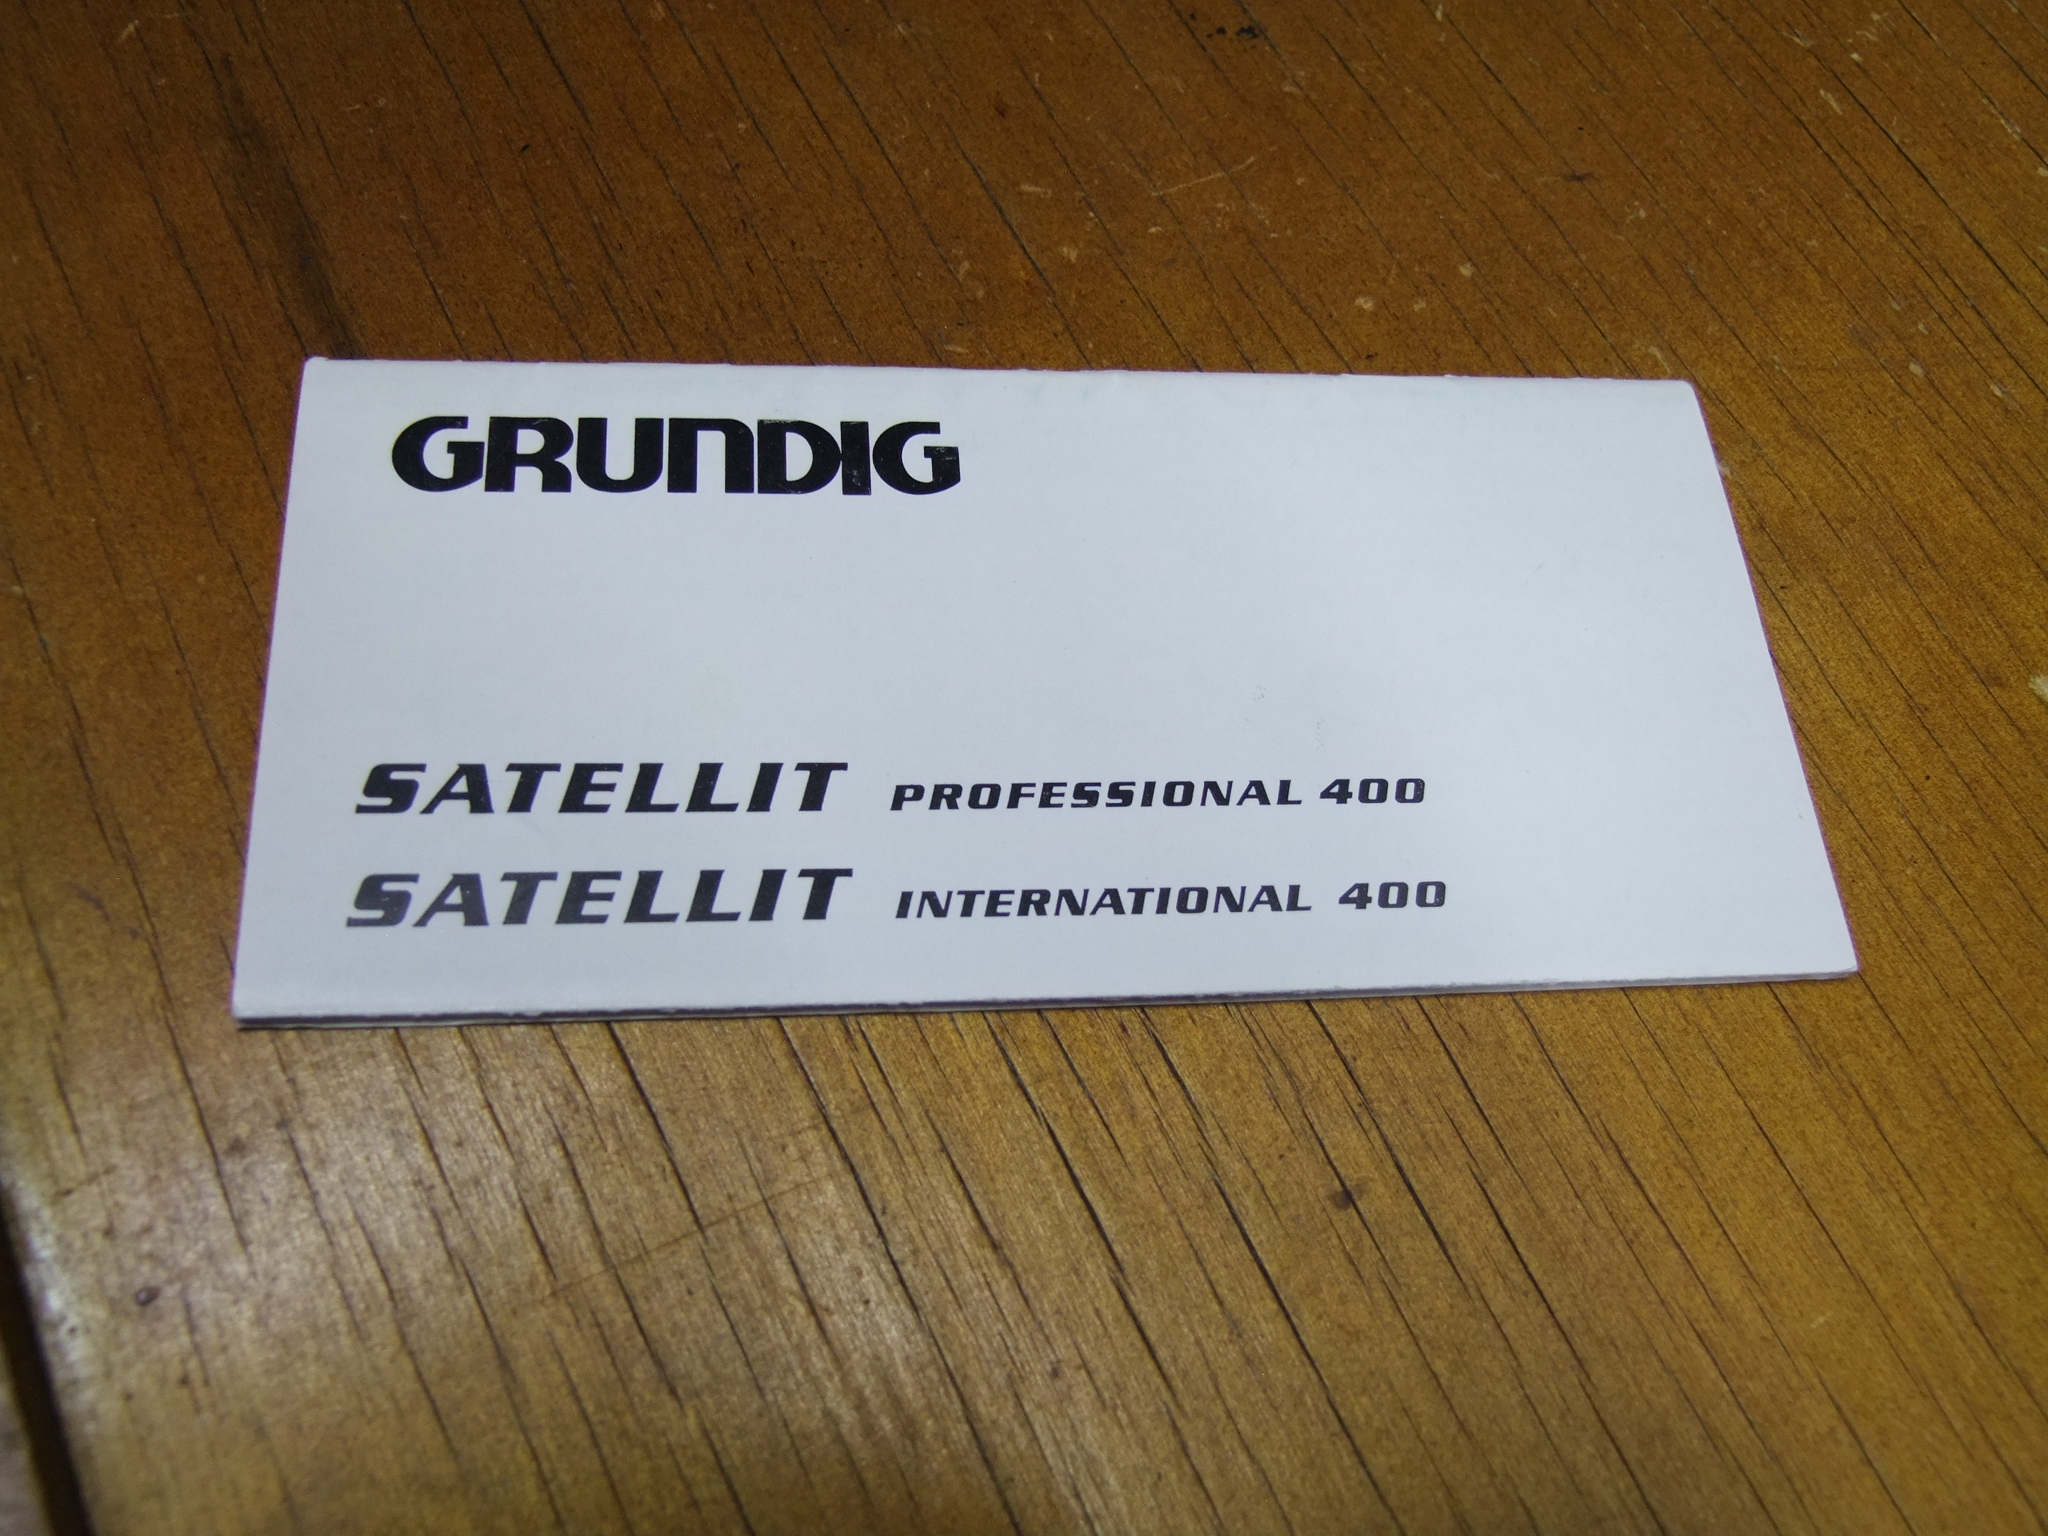 GRUNDIG
SATELLIT PROFESSIONAL 400
SATELLIT INTERNATIONAL 400